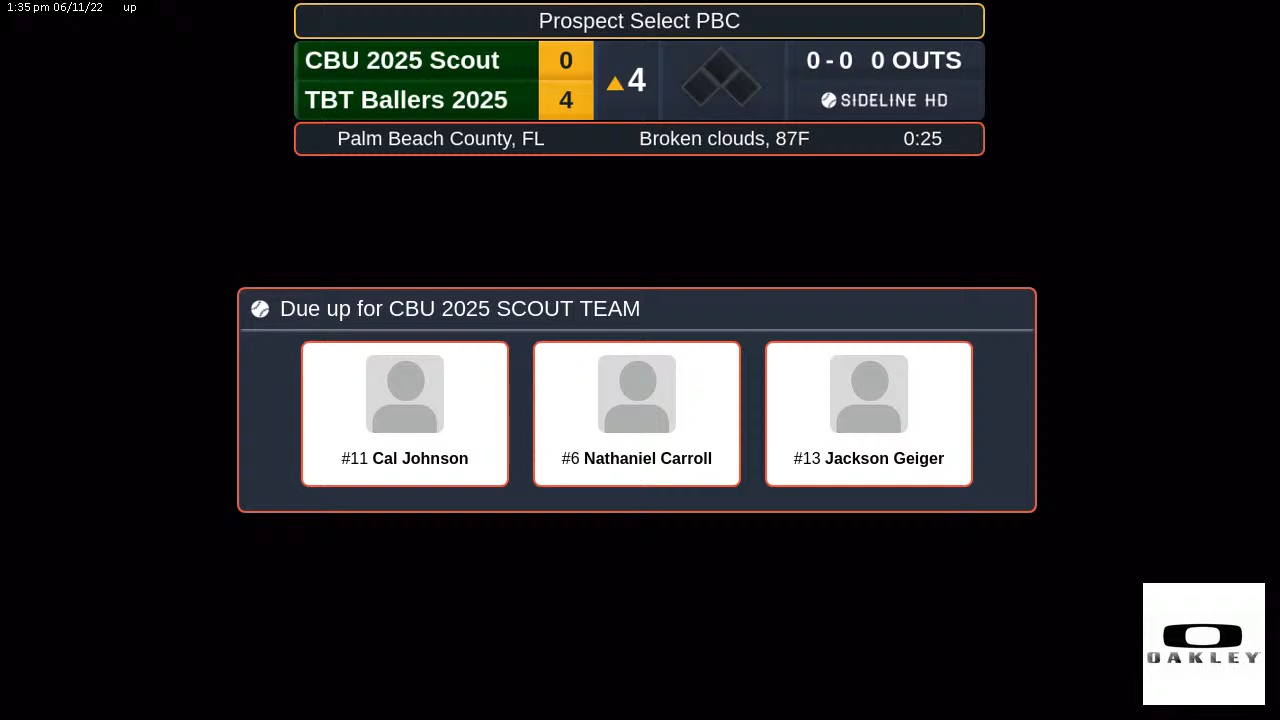 1:35 pm 06/11/22 up
Prospect Select PBC
CBU 2025 Scout 0
TBT Ballers 2025 4
▲4
0 - 0 0 OUTS
SIDELINE HD
Palm Beach County, FL Broken clouds, 87F 0:25
Due up for CBU 2025 SCOUT TEAM
#11 Cal Johnson
#6 Nathaniel Carroll
#13 Jackson Geiger
OAKLEY